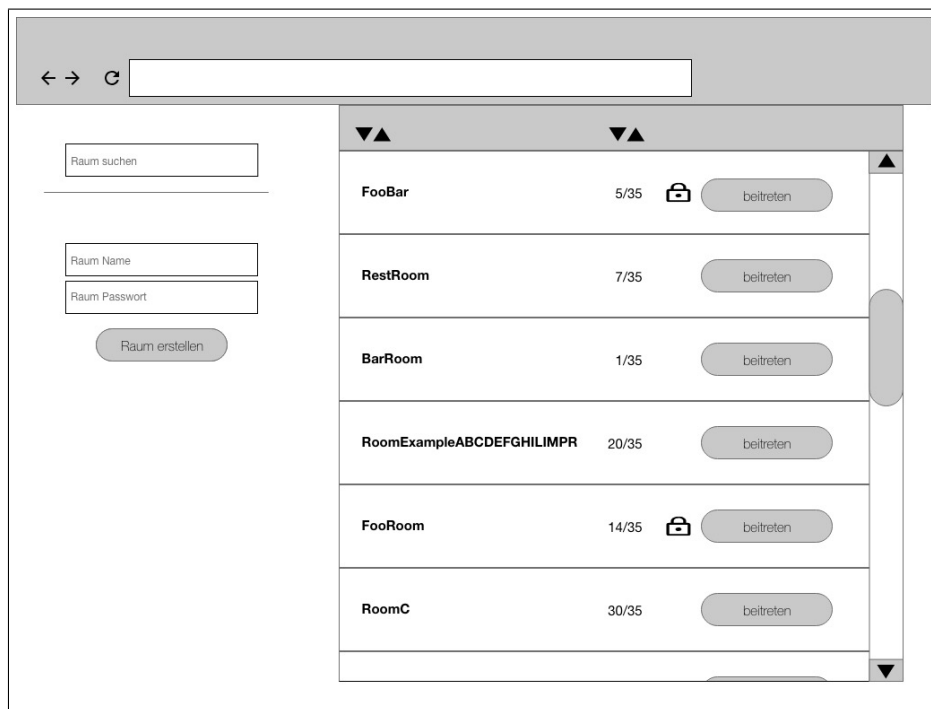 Raum suchen
Raum Name
Raum Passwort
Raum erstellen
FooBar 5/35 beitreten
RestRoom 7/35 beitreten
BarRoom 1/35 beitreten
RoomExampleABCDEFGHILIMPR 20/35 beitreten
FooRoom 14/35 beitreten
RoomC 30/35 beitreten